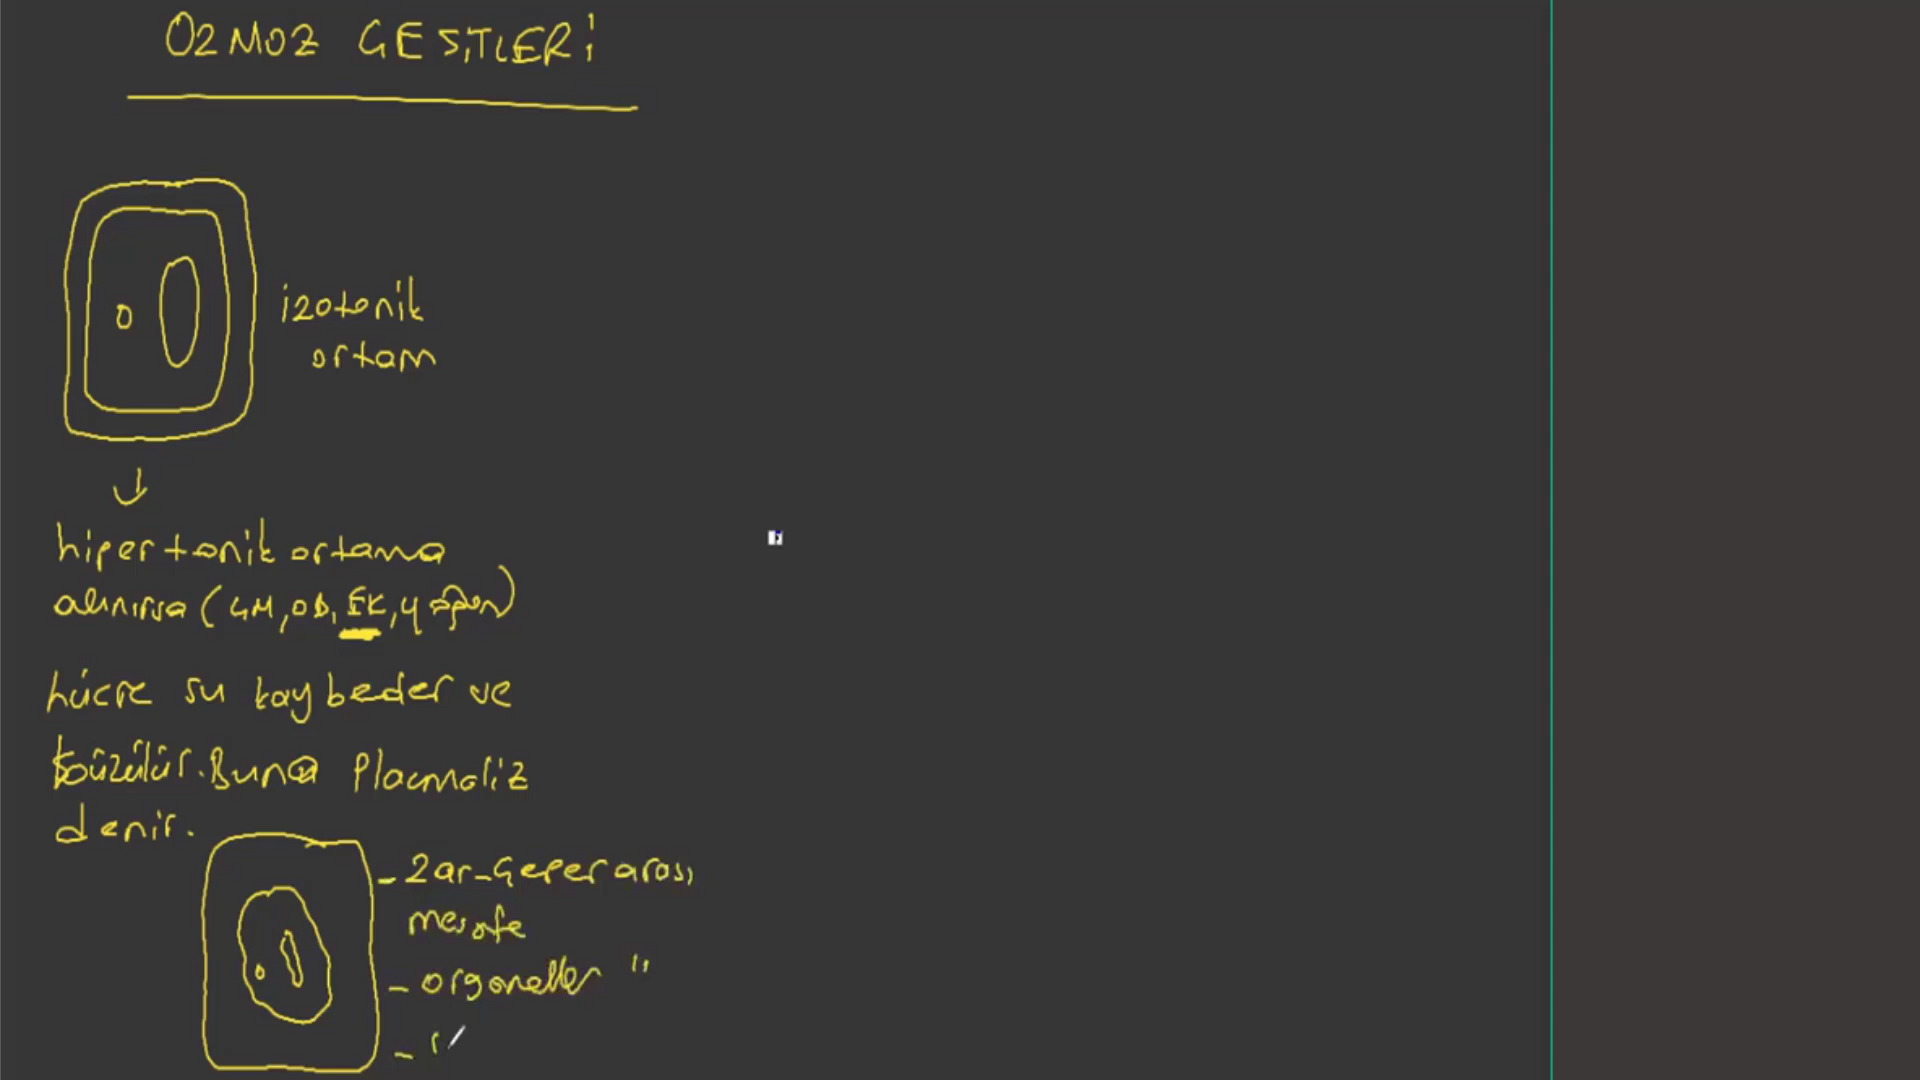 OZMOZ ÇEŞİTLERİ
izotonik
ortam
hipertonik ortama
alınırsa (ÇM, OB, EK, yapan)
hücre su kaybeder ve
büzülür. Buna Plazmoliz
denir.
- Zar-Çeper arası
mesafe
- organeller "
-